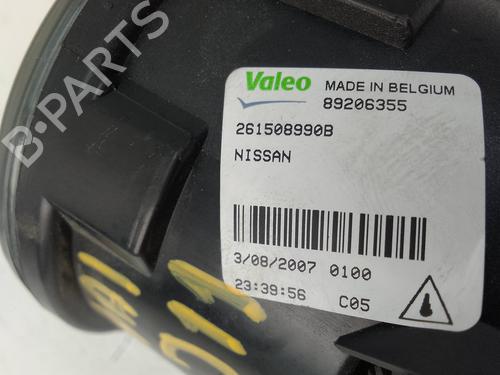 B-PARTS
Valeo MADE IN BELGIUM
89206355
261508990B
NISSAN
3/08/2007 0100
23:39:56 C05